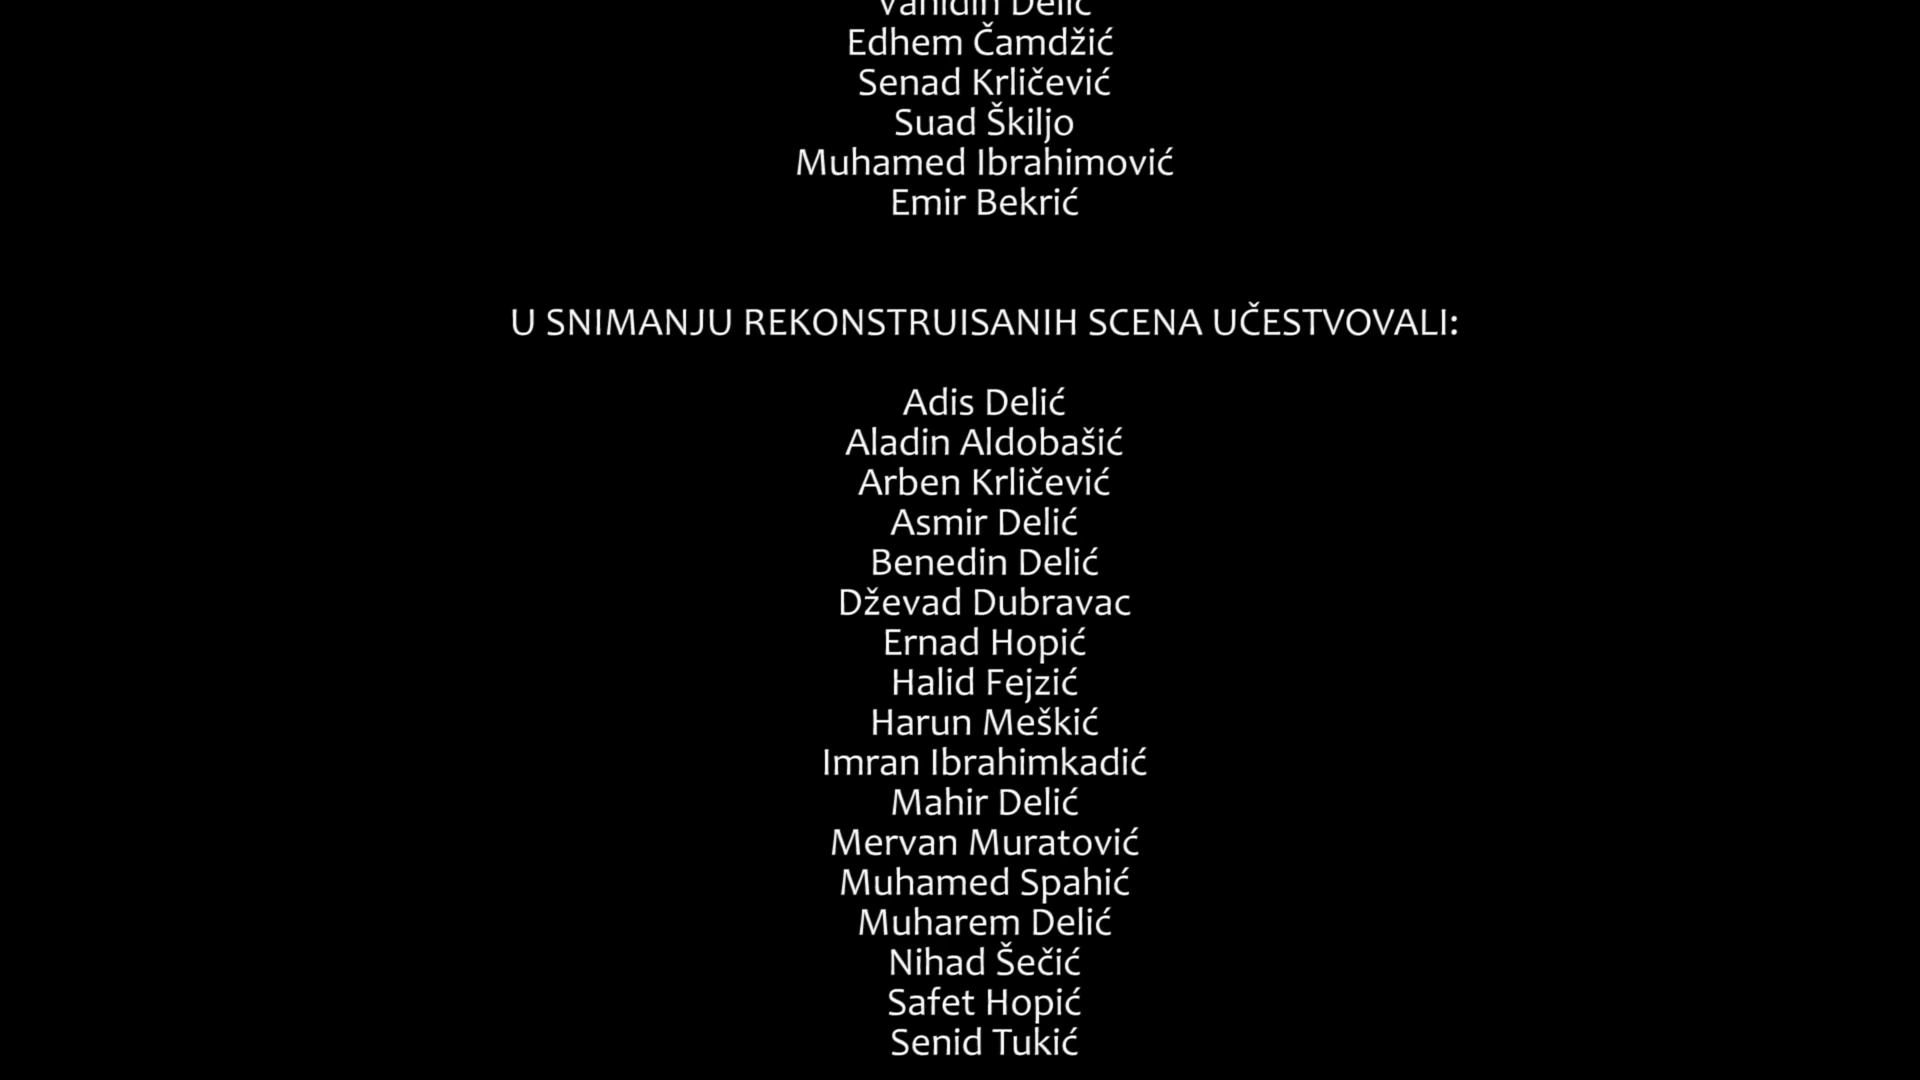 Vahidin Delić
Edhem Čamdžić
Senad Krličević
Suad Škiljo
Muhamed Ibrahimović
Emir Bekrić
U SNIMANJU REKONSTRUISANIH SCENA UČESTVOVALI:
Adis Delić
Aladin Aldobašić
Arben Krličević
Asmir Delić
Benedin Delić
Dževad Dubravac
Ernad Hopić
Halid Fejzić
Harun Meškić
Imran Ibrahimkadić
Mahir Delić
Mervan Muratović
Muhamed Spahić
Muharem Delić
Nihad Šečić
Safet Hopić
Senid Tukić